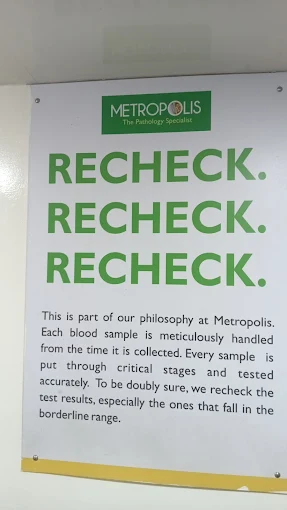 METROPOLIS
The Pathology Specialist
RECHECK.
RECHECK.
RECHECK.
This is part of our philosophy at Metropolis.
Each blood sample is meticulously handled
from the time it is collected. Every sample is
put through critical stages and tested
accurately. To be doubly sure, we recheck the
test results, especially the ones that fall in the
borderline range.